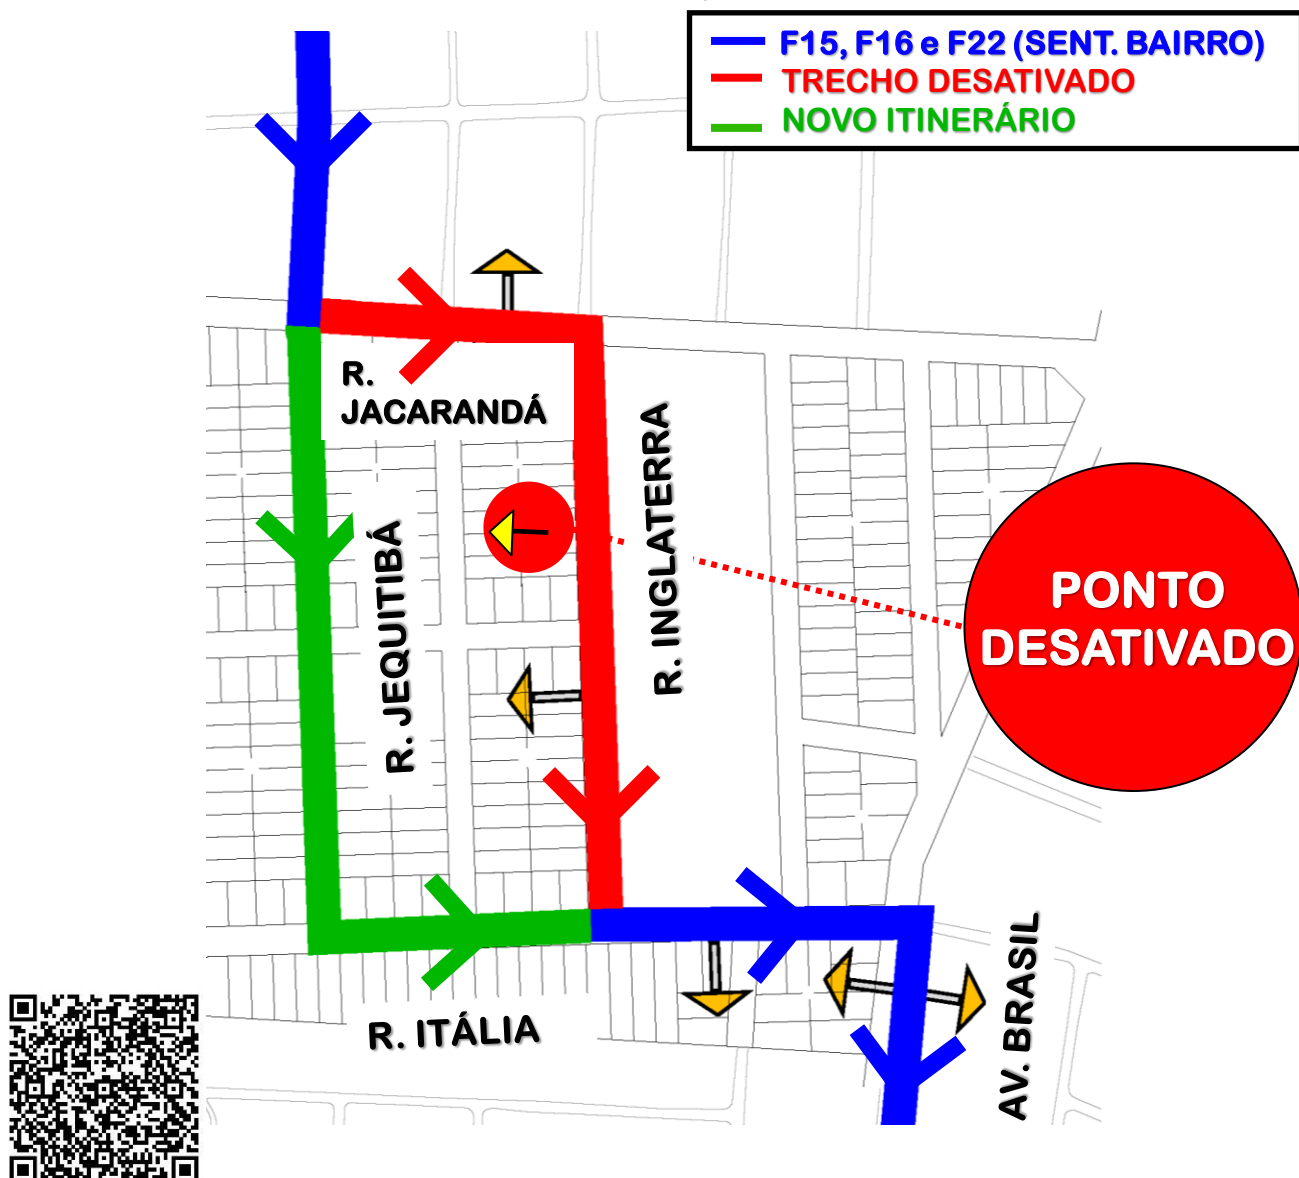 F15, F16 e F22 (SENT. BAIRRO)
TRECHO DESATIVADO
NOVO ITINERÁRIO
R.
JACARANDÁ
R. INGLATERRA
R. JEQUITIBÁ
PONTO
DESATIVADO
R. ITÁLIA
AV. BRASIL